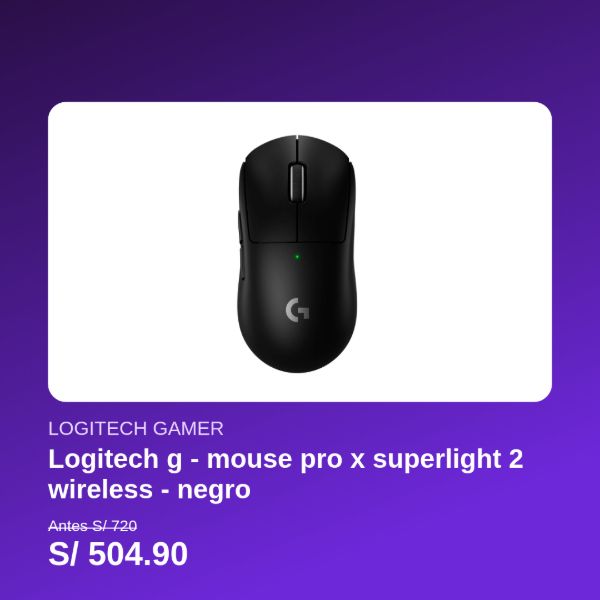 LOGITECH GAMER
Logitech g - mouse pro x superlight 2
wireless - negro
Antes S/ 720
S/ 504.90